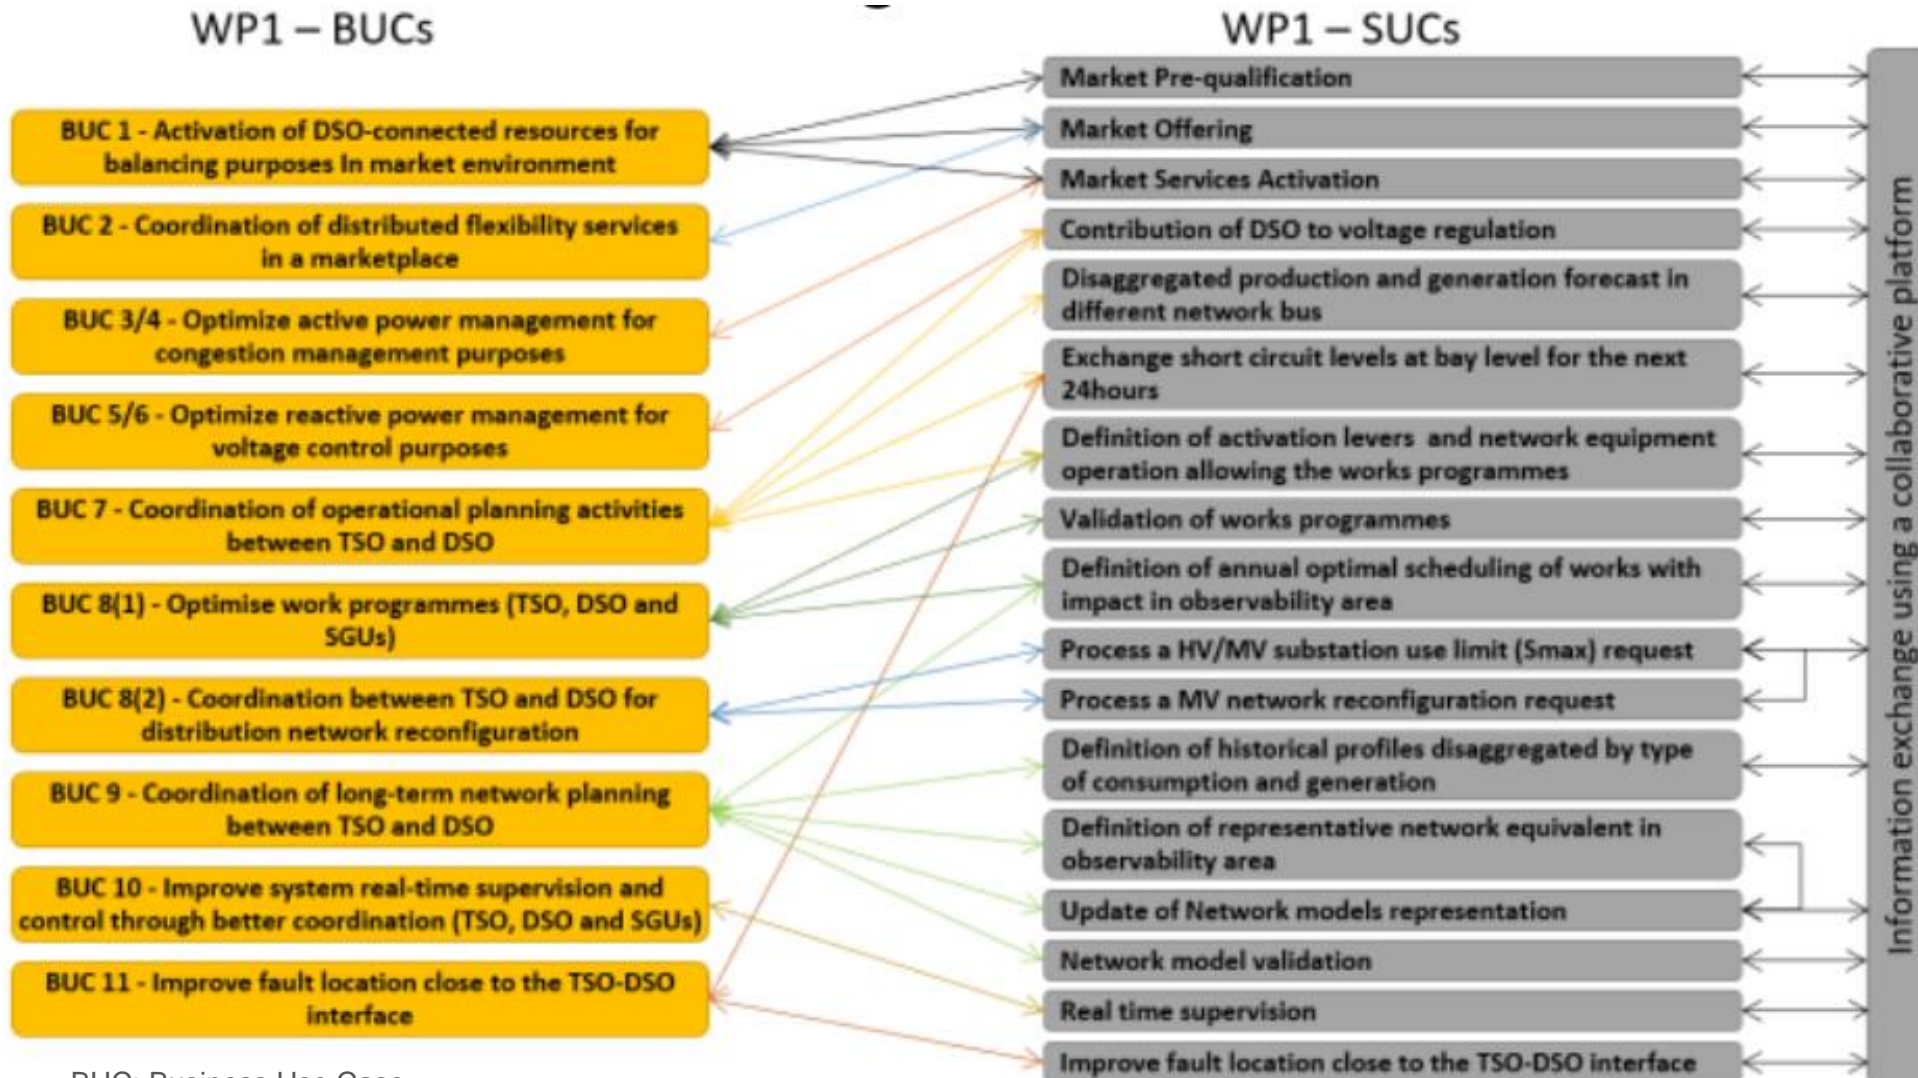 WP1 – BUCs
BUC 1 - Activation of DSO-connected resources for
balancing purposes In market environment
BUC 2 - Coordination of distributed flexibility services
in a marketplace
BUC 3/4 - Optimize active power management for
congestion management purposes
BUC 5/6 - Optimize reactive power management for
voltage control purposes
BUC 7 - Coordination of operational planning activities
between TSO and DSO
BUC 8(1) - Optimise work programmes (TSO, DSO and
SGUs)
BUC 8(2) - Coordination between TSO and DSO for
distribution network reconfiguration
BUC 9 - Coordination of long-term network planning
between TSO and DSO
BUC 10 - Improve system real-time supervision and
control through better coordination (TSO, DSO and SGUs)
BUC 11 - Improve fault location close to the TSO-DSO
interface
BUC: Business Use Case
WP1 – SUCs
Market Pre-qualification
Market Offering
Market Services Activation
Contribution of DSO to voltage regulation
Disaggregated production and generation forecast in
different network bus
Exchange short circuit levels at bay level for the next
24hours
Definition of activation levers and network equipment
operation allowing the works programmes
Validation of works programmes
Definition of annual optimal scheduling of works with
impact in observability area
Process a HV/MV substation use limit (Smax) request
Process a MV network reconfiguration request
Definition of historical profiles disaggregated by type
of consumption and generation
Definition of representative network equivalent in
observability area
Update of Network models representation
Network model validation
Real time supervision
Improve fault location close to the TSO-DSO interface
Information exchange using a collaborative platform